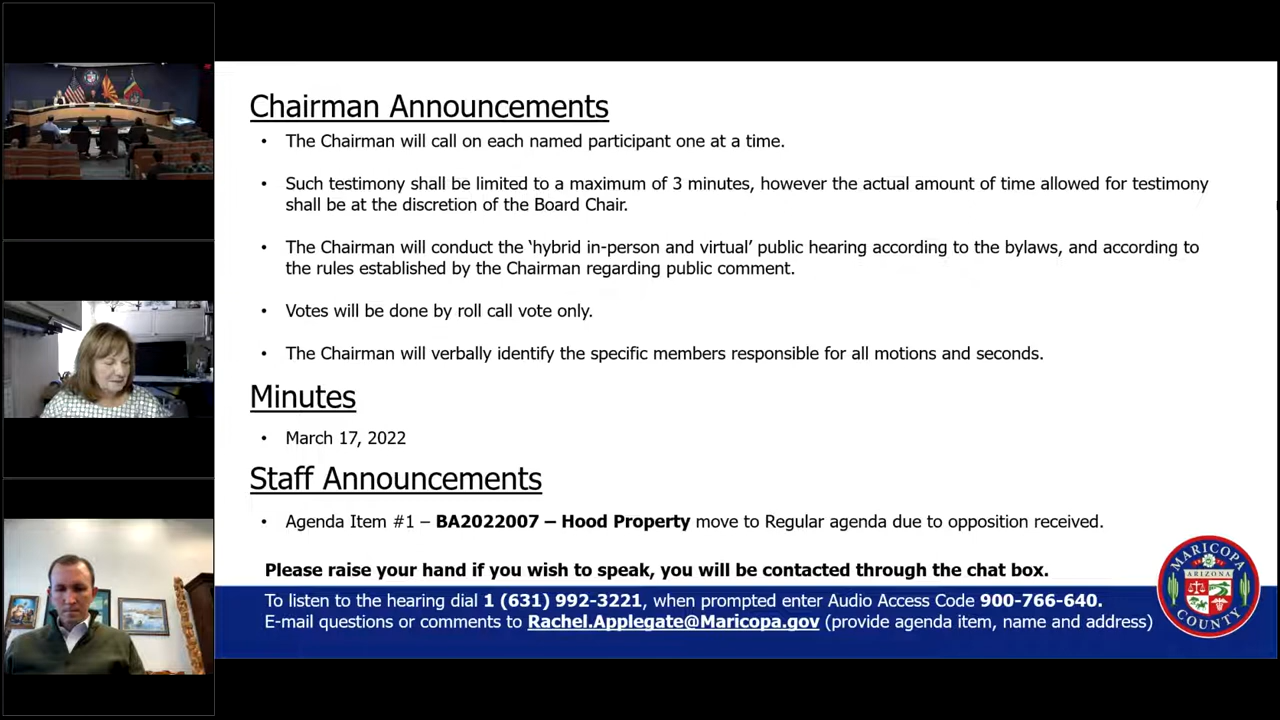 Chairman Announcements
• The Chairman will call on each named participant one at a time.
• Such testimony shall be limited to a maximum of 3 minutes, however the actual amount of time allowed for testimony
shall be at the discretion of the Board Chair.
• The Chairman will conduct the ‘hybrid in-person and virtual’ public hearing according to the bylaws, and according to
the rules established by the Chairman regarding public comment.
• Votes will be done by roll call vote only.
• The Chairman will verbally identify the specific members responsible for all motions and seconds.
Minutes
• March 17, 2022
Staff Announcements
• Agenda Item #1 – BA2022007 – Hood Property move to Regular agenda due to opposition received.
Please raise your hand if you wish to speak, you will be contacted through the chat box.
To listen to the hearing dial 1 (631) 992-3221, when prompted enter Audio Access Code 900-766-640.
E-mail questions or comments to Rachel.Applegate@Maricopa.gov (provide agenda item, name and address)
MARICOPA
ARIZONA
COUNTY